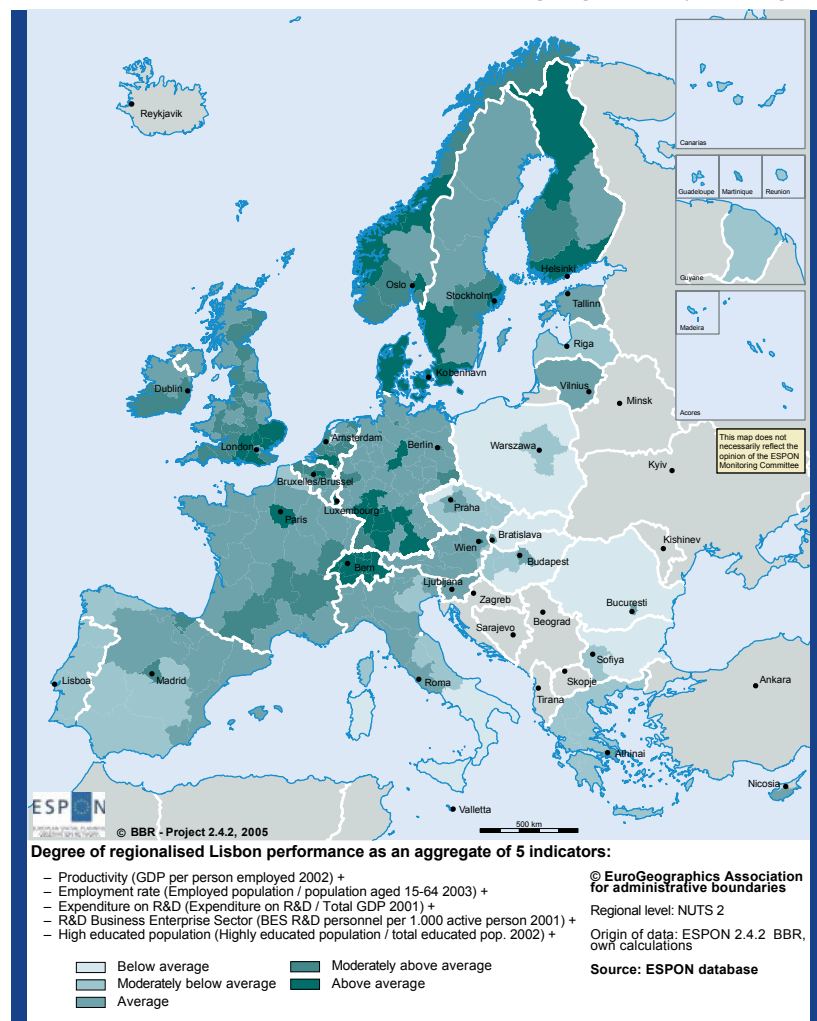 Reykjavik
Canarias
Guadeloupe
Martinique
Reunion
Guyane
Madeira
Acores
Helsinki
Oslo
Stockholm
Tallinn
Riga
Dublin
Kobenhavn
Vilnius
Minsk
This map does not
necessarily reflect the
opinion of the ESPON
Monitoring Committee
London
Amsterdam
Berlin
Warszawa
Kyiv
Bruxelles/Brussel
Luxembourg
Praha
Paris
Bratislava
Wien
Kishinev
Budapest
Bern
Ljubljana
Zagreb
Bucuresti
Beograd
Sarajevo
Sofiya
Madrid
Lisboa
Roma
Skopje
Ankara
Tirana
Athinai
Nicosia
ESPON
Valletta
500 km
© BBR - Project 2.4.2, 2005
Degree of regionalised Lisbon performance as an aggregate of 5 indicators:
– Productivity (GDP per person employed 2002) +
– Employment rate (Employed population / population aged 15-64 2003) +
– Expenditure on R&D (Expenditure on R&D / Total GDP 2001) +
– R&D Business Enterprise Sector (BES R&D personnel per 1.000 active person 2001) +
– High educated population (Highly educated population / total educated pop. 2002) +
© EuroGeographics Association
for administrative boundaries
Regional level: NUTS 2
Origin of data: ESPON 2.4.2 BBR,
own calculations
Source: ESPON database
Below average
Moderately below average
Average
Moderately above average
Above average